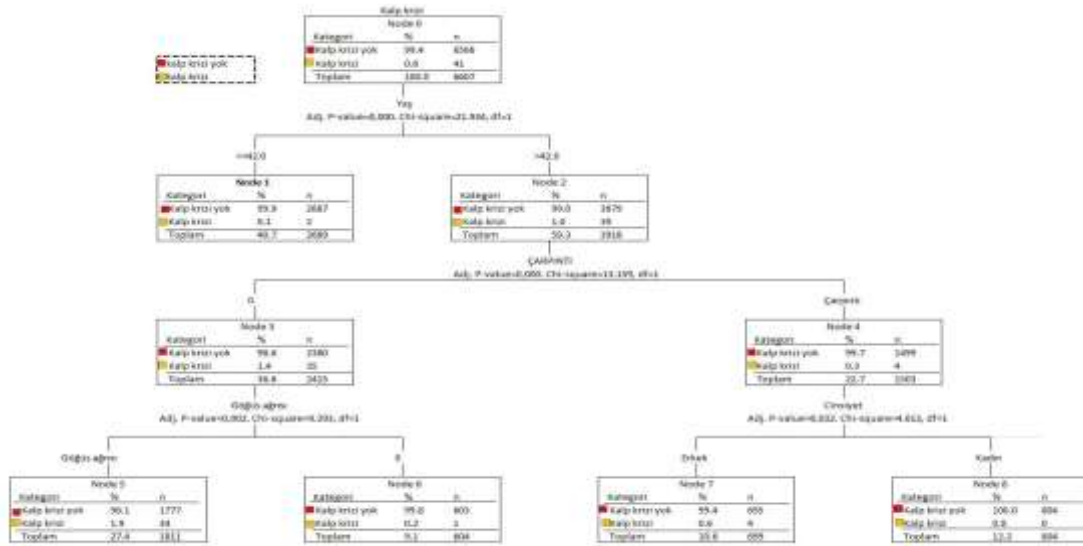 Kalp krizi
Node 0
Kategori % n
Kalp krizi yok 99.4 6566
Kalp krizi 0.6 41
Toplam 100.0 6607
Kalp krizi yok
Kalp krizi
Yaş
Adj. P-value=0,000. Chi-square=21.934, df=1
<=42.0
>42.0
Node 1
Kategori % n
Kalp krizi yok 99.9 2687
Kalp krizi 0.1 2
Toplam 40.7 2689
Node 2
Kategori % n
Kalp krizi yok 99.0 3879
Kalp krizi 1.0 39
Toplam 59.3 3918
ÇARPINTI
Adj. P-value=0,000. Chi-square=13.159, df=1
0
Çarpıntı
Node 3
Kategori % n
Kalp krizi yok 98.6 2380
Kalp krizi 1.4 35
Toplam 36.6 2415
Node 4
Kategori % n
Kalp krizi yok 99.7 1499
Kalp krizi 0.3 4
Toplam 22.7 1503
Göğüs ağrısı
Adj. P-value=0,002. Chi-square=9.293, df=1
Cinsiyet
Adj. P-value=0,032. Chi-square=4.613, df=1
Göğüs ağrısı
0
Erkek
Kadın
Node 5
Kategori % n
Kalp krizi yok 98.1 1777
Kalp krizi 1.9 34
Toplam 27.4 1811
Node 6
Kategori % n
Kalp krizi yok 99.8 603
Kalp krizi 0.2 1
Toplam 9.1 604
Node 7
Kategori % n
Kalp krizi yok 99.4 695
Kalp krizi 0.6 4
Toplam 10.6 699
Node 8
Kategori % n
Kalp krizi yok 100.0 804
Kalp krizi 0.0 0
Toplam 12.2 804